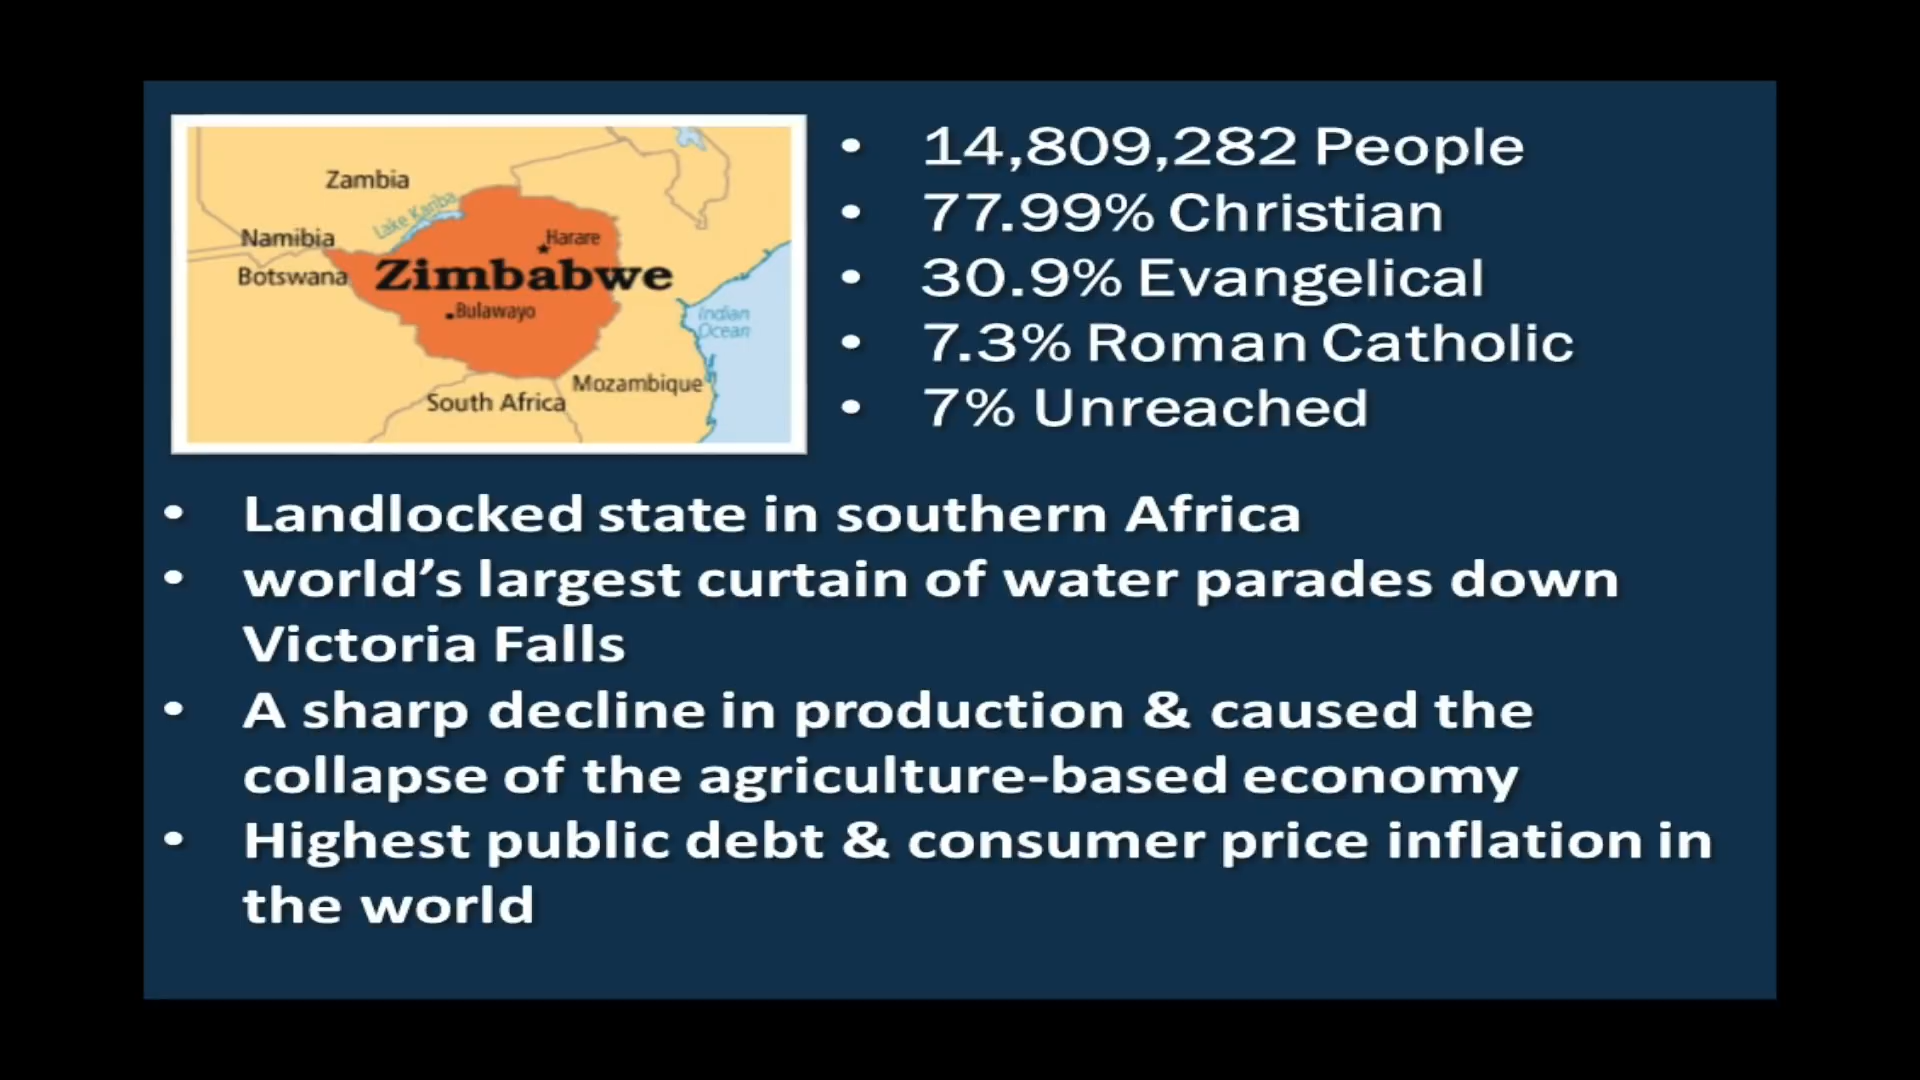 Zambia
Lake Kariba
Namibia
Harare
Zimbabwe
Botswana
Bulawayo
Indian
Ocean
Mozambique
South Africa
• 14,809,282 People
• 77.99% Christian
• 30.9% Evangelical
• 7.3% Roman Catholic
• 7% Unreached
• Landlocked state in southern Africa
• world’s largest curtain of water parades down
Victoria Falls
• A sharp decline in production & caused the
collapse of the agriculture-based economy
• Highest public debt & consumer price inflation in
the world